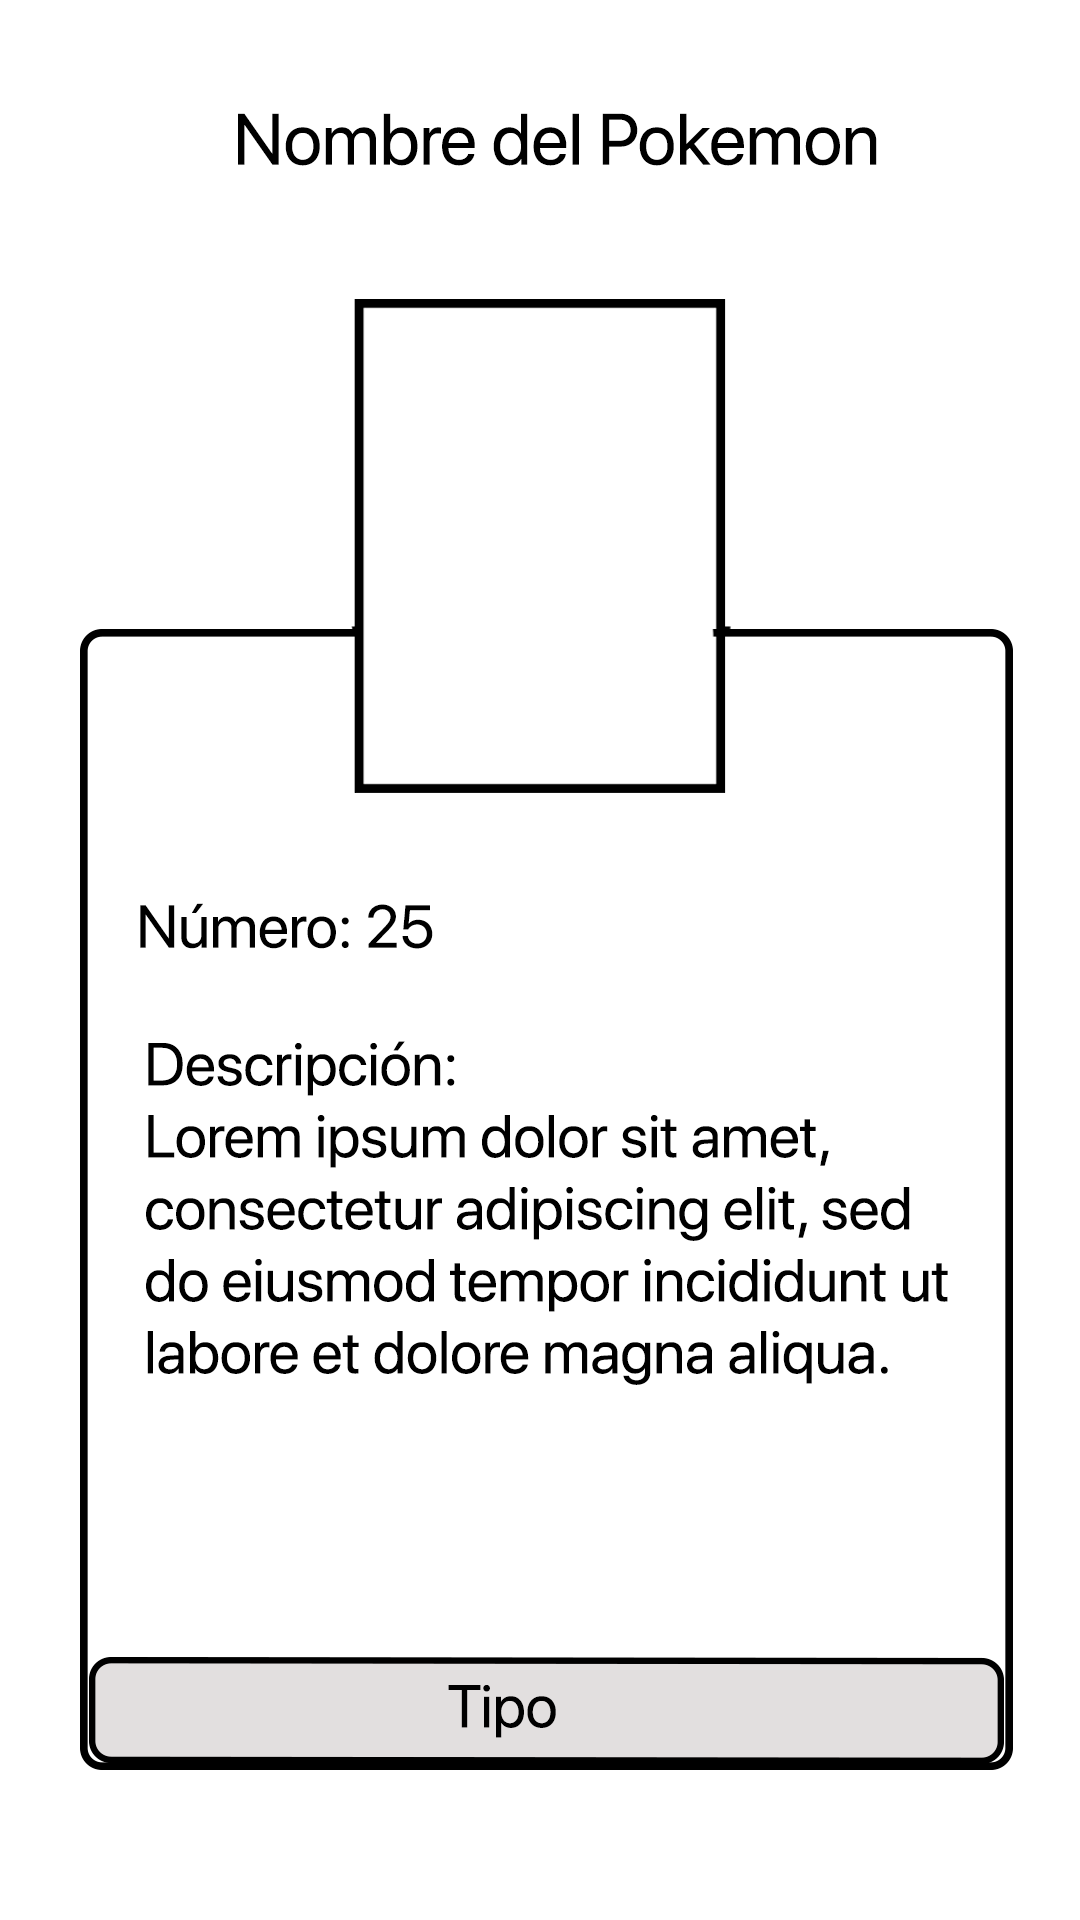 Nombre del Pokemon
Número: 25
Descripción:
Lorem ipsum dolor sit amet,
consectetur adipiscing elit, sed
do eiusmod tempor incididunt ut
labore et dolore magna aliqua.
Tipo